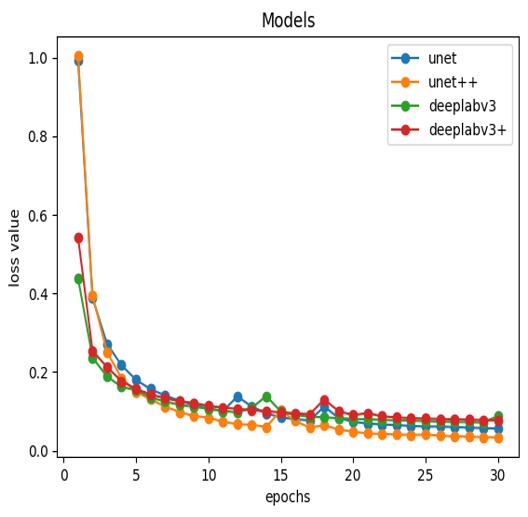 Models
loss value
1.0
0.8
0.6
0.4
0.2
0.0
unet
unet++
deeplabv3
deeplabv3+
0 5 10 15 20 25 30
epochs